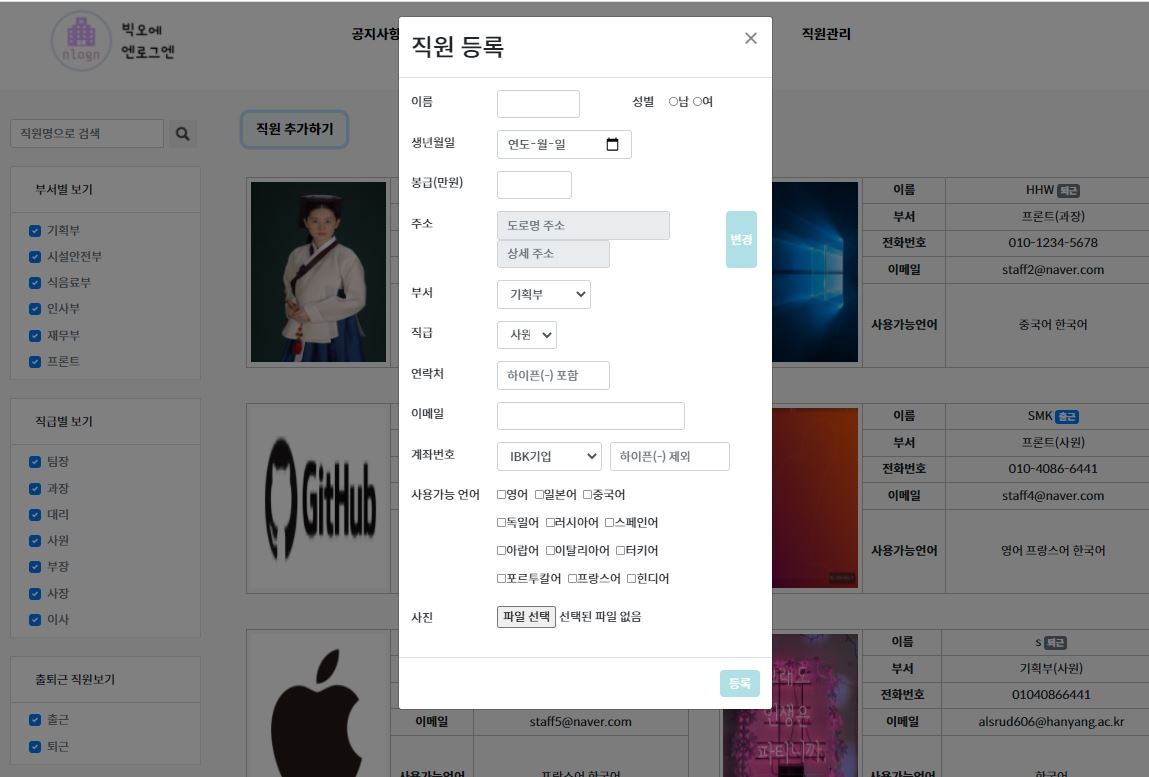 nlogn
빅오에
엔로그엔
공지사항
직원관리
직원명으로 검색
직원 추가하기
부서별 보기
기획부
시설안전부
식음료부
인사부
재무부
프론트
직급별 보기
팀장
과장
대리
사원
부장
사장
이사
출퇴근 직원보기
출근
퇴근
직원 등록
×
이름
성별 남 여
생년월일 연도-월-일
봉급(만원)
주소 도로명 주소
상세 주소
변경
부서 기획부
직급 사원
연락처 하이픈(-) 포함
이메일
계좌번호 IBK기업 하이픈(-) 제외
사용가능 언어 영어 일본어 중국어
독일어 러시아어 스페인어
아랍어 이탈리아어 터키어
포르투칼어 프랑스어 힌디어
사진 파일 선택 선택된 파일 없음
등록
이름 HHW 퇴근
부서 프론트(과장)
전화번호 010-1234-5678
이메일 staff2@naver.com
사용가능언어 중국어 한국어
GitHub
이름 SMK 출근
부서 프론트(사원)
전화번호 010-4086-6441
이메일 staff4@naver.com
사용가능언어 영어 프랑스어 한국어
이메일 staff5@naver.com
사용가능언어 프랑스어 한국어
인생은
파티니까
이름 s 퇴근
부서 기획부(사원)
전화번호 01040866441
이메일 alsrud606@hanyang.ac.kr
사용가능언어 한국어